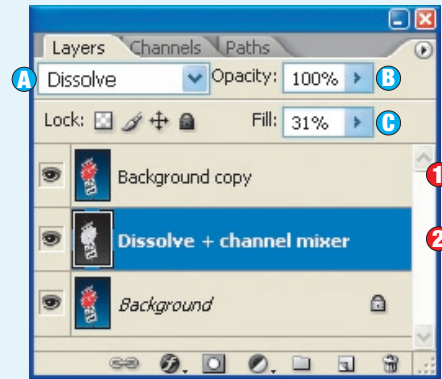 Layers Channels Paths
A Dissolve Opacity: 100% B
Lock: Fill: 31% C
Background copy 1
Dissolve + channel mixer 2
Background